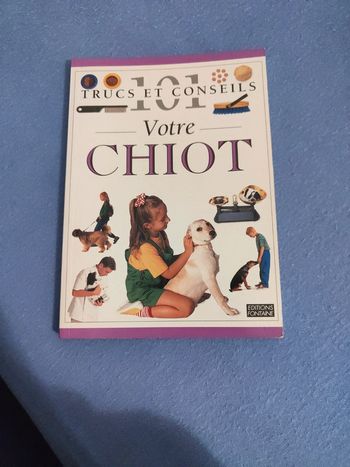 101
TRUCS ET CONSEILS
Votre
CHIOT
EDITIONS
FONTAINE